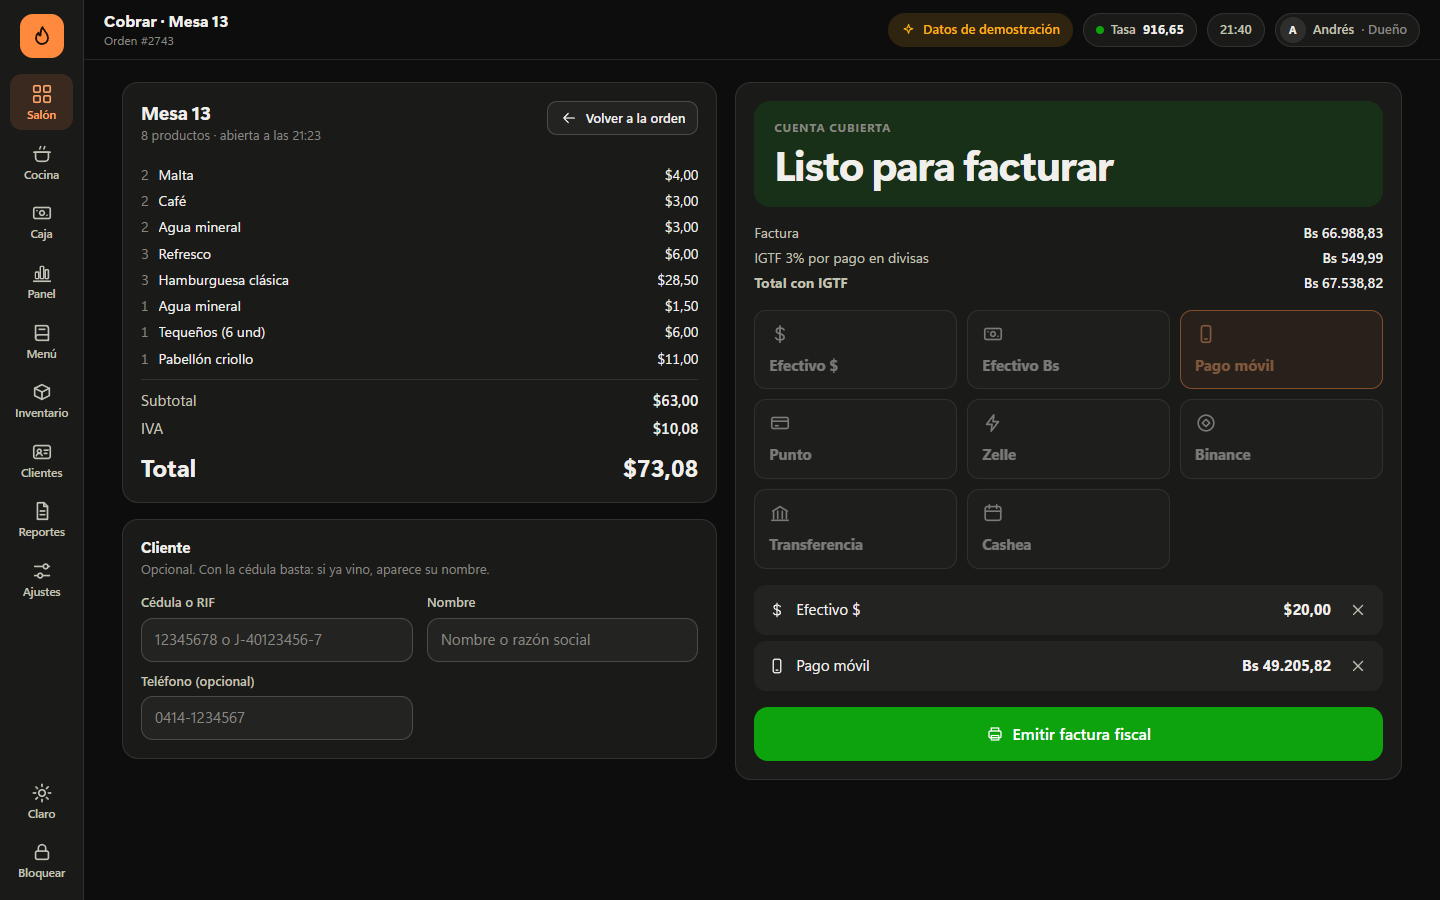 Cobrar · Mesa 13
Orden #2743
Datos de demostración
Tasa 916,65
21:40
A Andrés · Dueño
Salón
Cocina
Caja
Panel
Menú
Inventario
Clientes
Reportes
Ajustes
Claro
Bloquear
Mesa 13
8 productos · abierta a las 21:23
Volver a la orden
2 Malta $4,00
2 Café $3,00
2 Agua mineral $3,00
3 Refresco $6,00
3 Hamburguesa clásica $28,50
1 Agua mineral $1,50
1 Tequeños (6 und) $6,00
1 Pabellón criollo $11,00
Subtotal $63,00
IVA $10,08
Total $73,08
Cliente
Opcional. Con la cédula basta: si ya vino, aparece su nombre.
Cédula o RIF
12345678 o J-40123456-7
Nombre
Nombre o razón social
Teléfono (opcional)
0414-1234567
CUENTA CUBIERTA
Listo para facturar
Factura Bs 66.988,83
IGTF 3% por pago en divisas Bs 549,99
Total con IGTF Bs 67.538,82
Efectivo $
Efectivo Bs
Pago móvil
Punto
Zelle
Binance
Transferencia
Cashea
$ Efectivo $ $20,00
Pago móvil Bs 49.205,82
Emitir factura fiscal